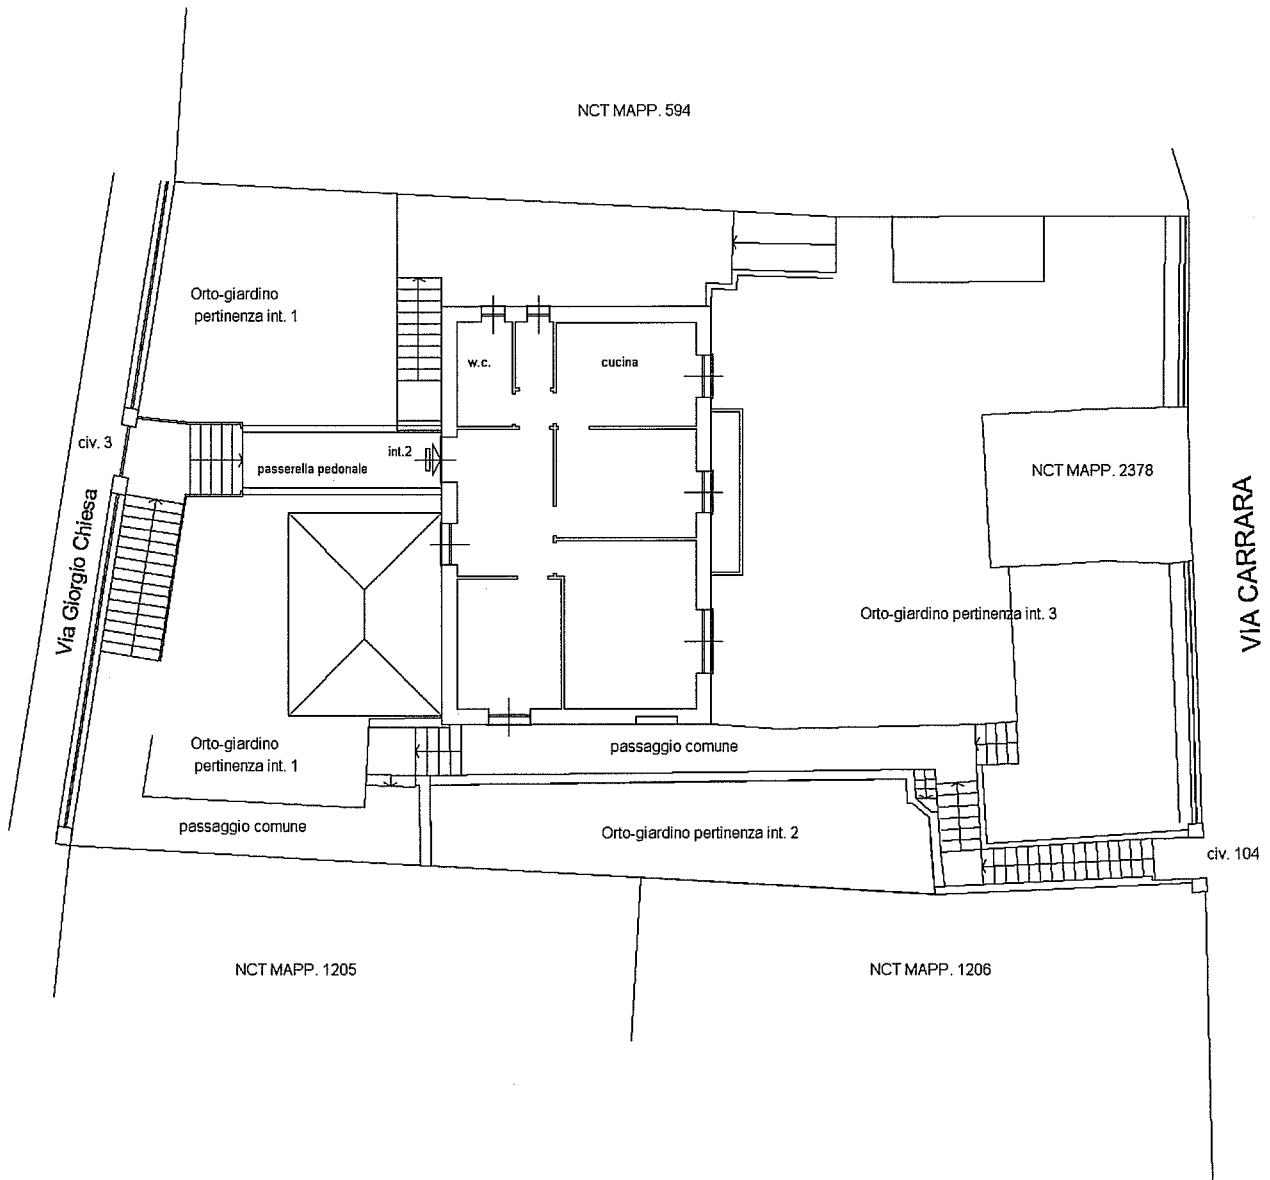 NCT MAPP. 594
Orto-giardino
pertinenza int. 1
w.c.
cucina
civ. 3
int.2
passerella pedonale
NCT MAPP. 2378
Via Giorgio Chiesa
VIA CARRARA
Orto-giardino pertinenza int. 3
Orto-giardino
pertinenza int. 1
passaggio comune
passaggio comune
Orto-giardino pertinenza int. 2
civ. 104
NCT MAPP. 1205
NCT MAPP. 1206